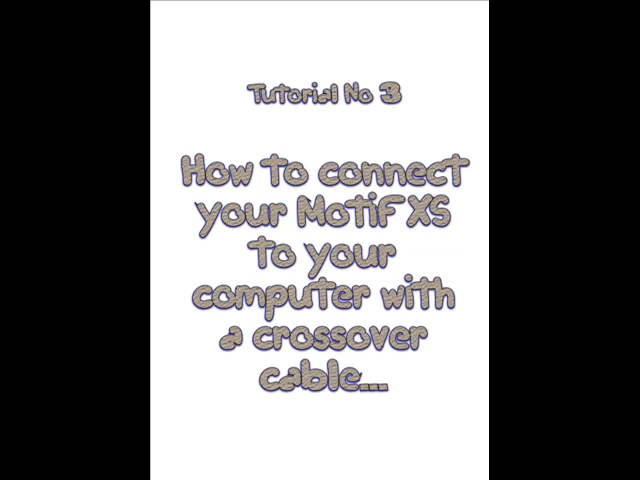 Tutorial No 3
How to connect
your Motif XS
to your
computer with
a crossover
cable...